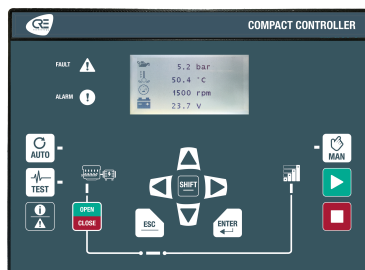 CRE
COMPACT CONTROLLER
FAULT
ALARM
5.2 bar
50.4 °C
1500 rpm
23.7 V
AUTO
MAN
TEST
SHIFT
OPEN
CLOSE
ESC
ENTER